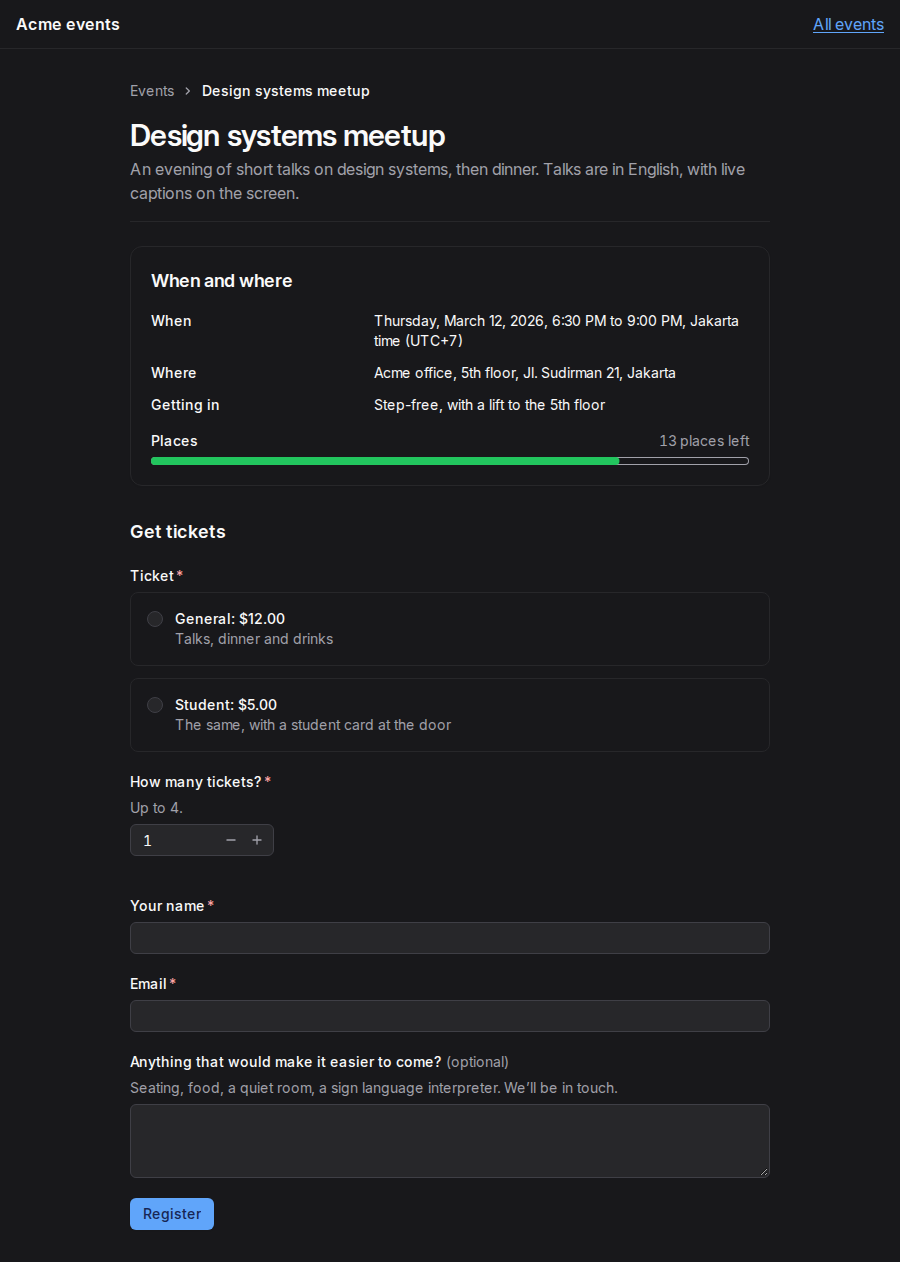 Acme events
All events
Events
Design systems meetup
Design systems meetup
An evening of short talks on design systems, then dinner. Talks are in English, with live
captions on the screen.
When and where
When
Thursday, March 12, 2026, 6:30 PM to 9:00 PM, Jakarta
time (UTC+7)
Where
Acme office, 5th floor, Jl. Sudirman 21, Jakarta
Getting in
Step-free, with a lift to the 5th floor
Places
13 places left
Get tickets
Ticket*
General: $12.00
Talks, dinner and drinks
Student: $5.00
The same, with a student card at the door
How many tickets?*
Up to 4.
1
Your name*
Email*
Anything that would make it easier to come? (optional)
Seating, food, a quiet room, a sign language interpreter. We’ll be in touch.
Register